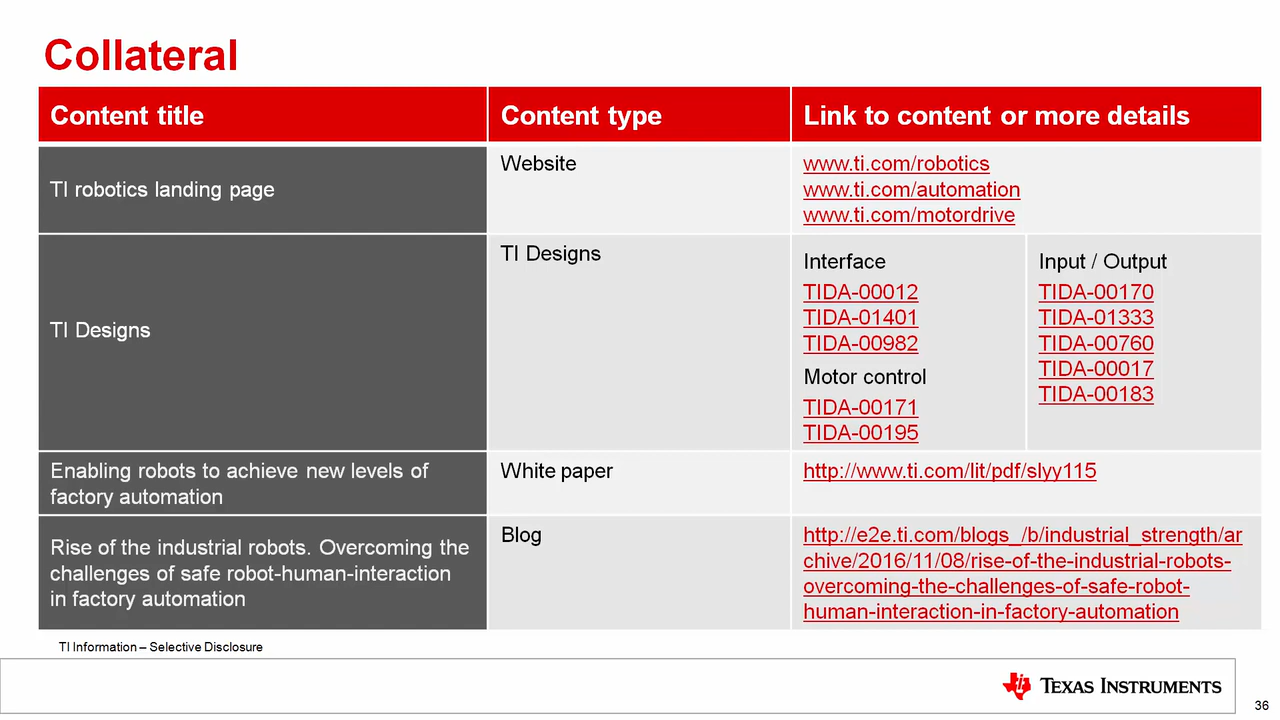 Collateral
Content title
Content type
Link to content or more details
TI robotics landing page
Website
www.ti.com/robotics
www.ti.com/automation
www.ti.com/motordrive
TI Designs
TI Designs
Interface
TIDA-00012
TIDA-01401
TIDA-00982
Motor control
TIDA-00171
TIDA-00195
Input / Output
TIDA-00170
TIDA-01333
TIDA-00760
TIDA-00017
TIDA-00183
Enabling robots to achieve new levels of
factory automation
White paper
http://www.ti.com/lit/pdf/slyy115
Rise of the industrial robots. Overcoming the
challenges of safe robot-human-interaction
in factory automation
Blog
http://e2e.ti.com/blogs_/b/industrial_strength/ar
chive/2016/11/08/rise-of-the-industrial-robots-
overcoming-the-challenges-of-safe-robot-
human-interaction-in-factory-automation
TI Information – Selective Disclosure
TEXAS INSTRUMENTS
36